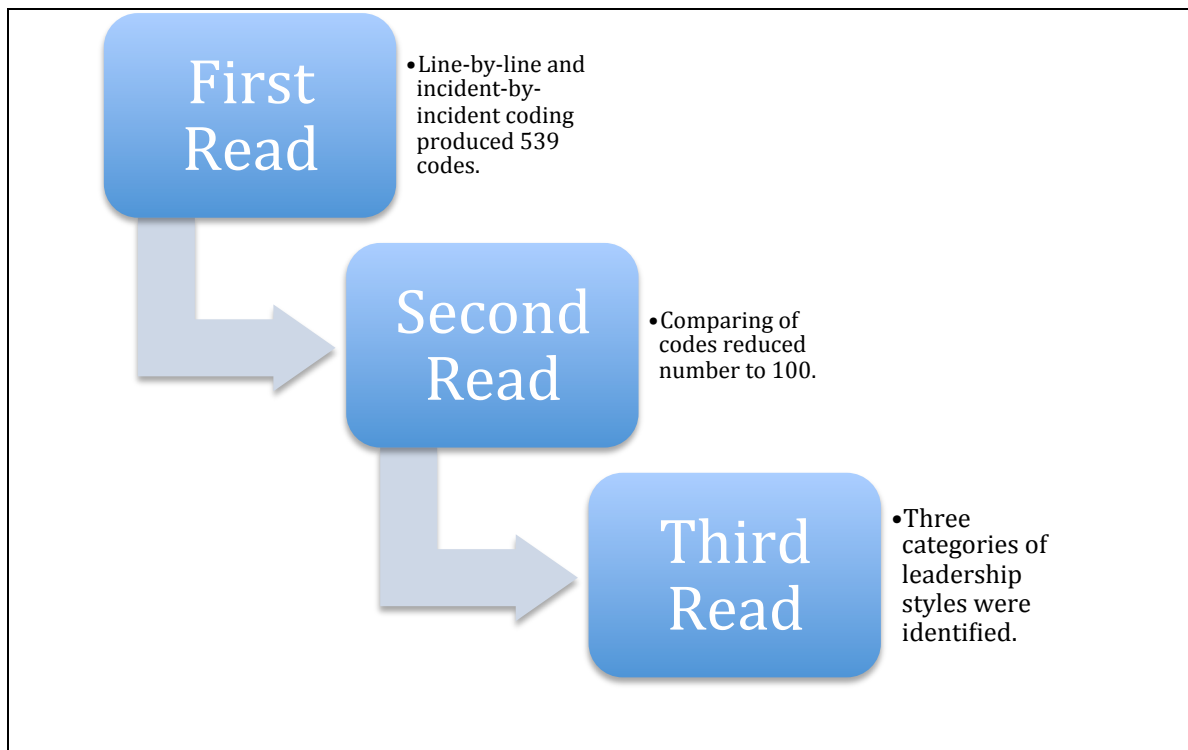 First
Read
•Line-by-line and
incident-by-
incident coding
produced 539
codes.
Second
Read
•Comparing of
codes reduced
number to 100.
Third
Read
•Three
categories of
leadership
styles were
identified.